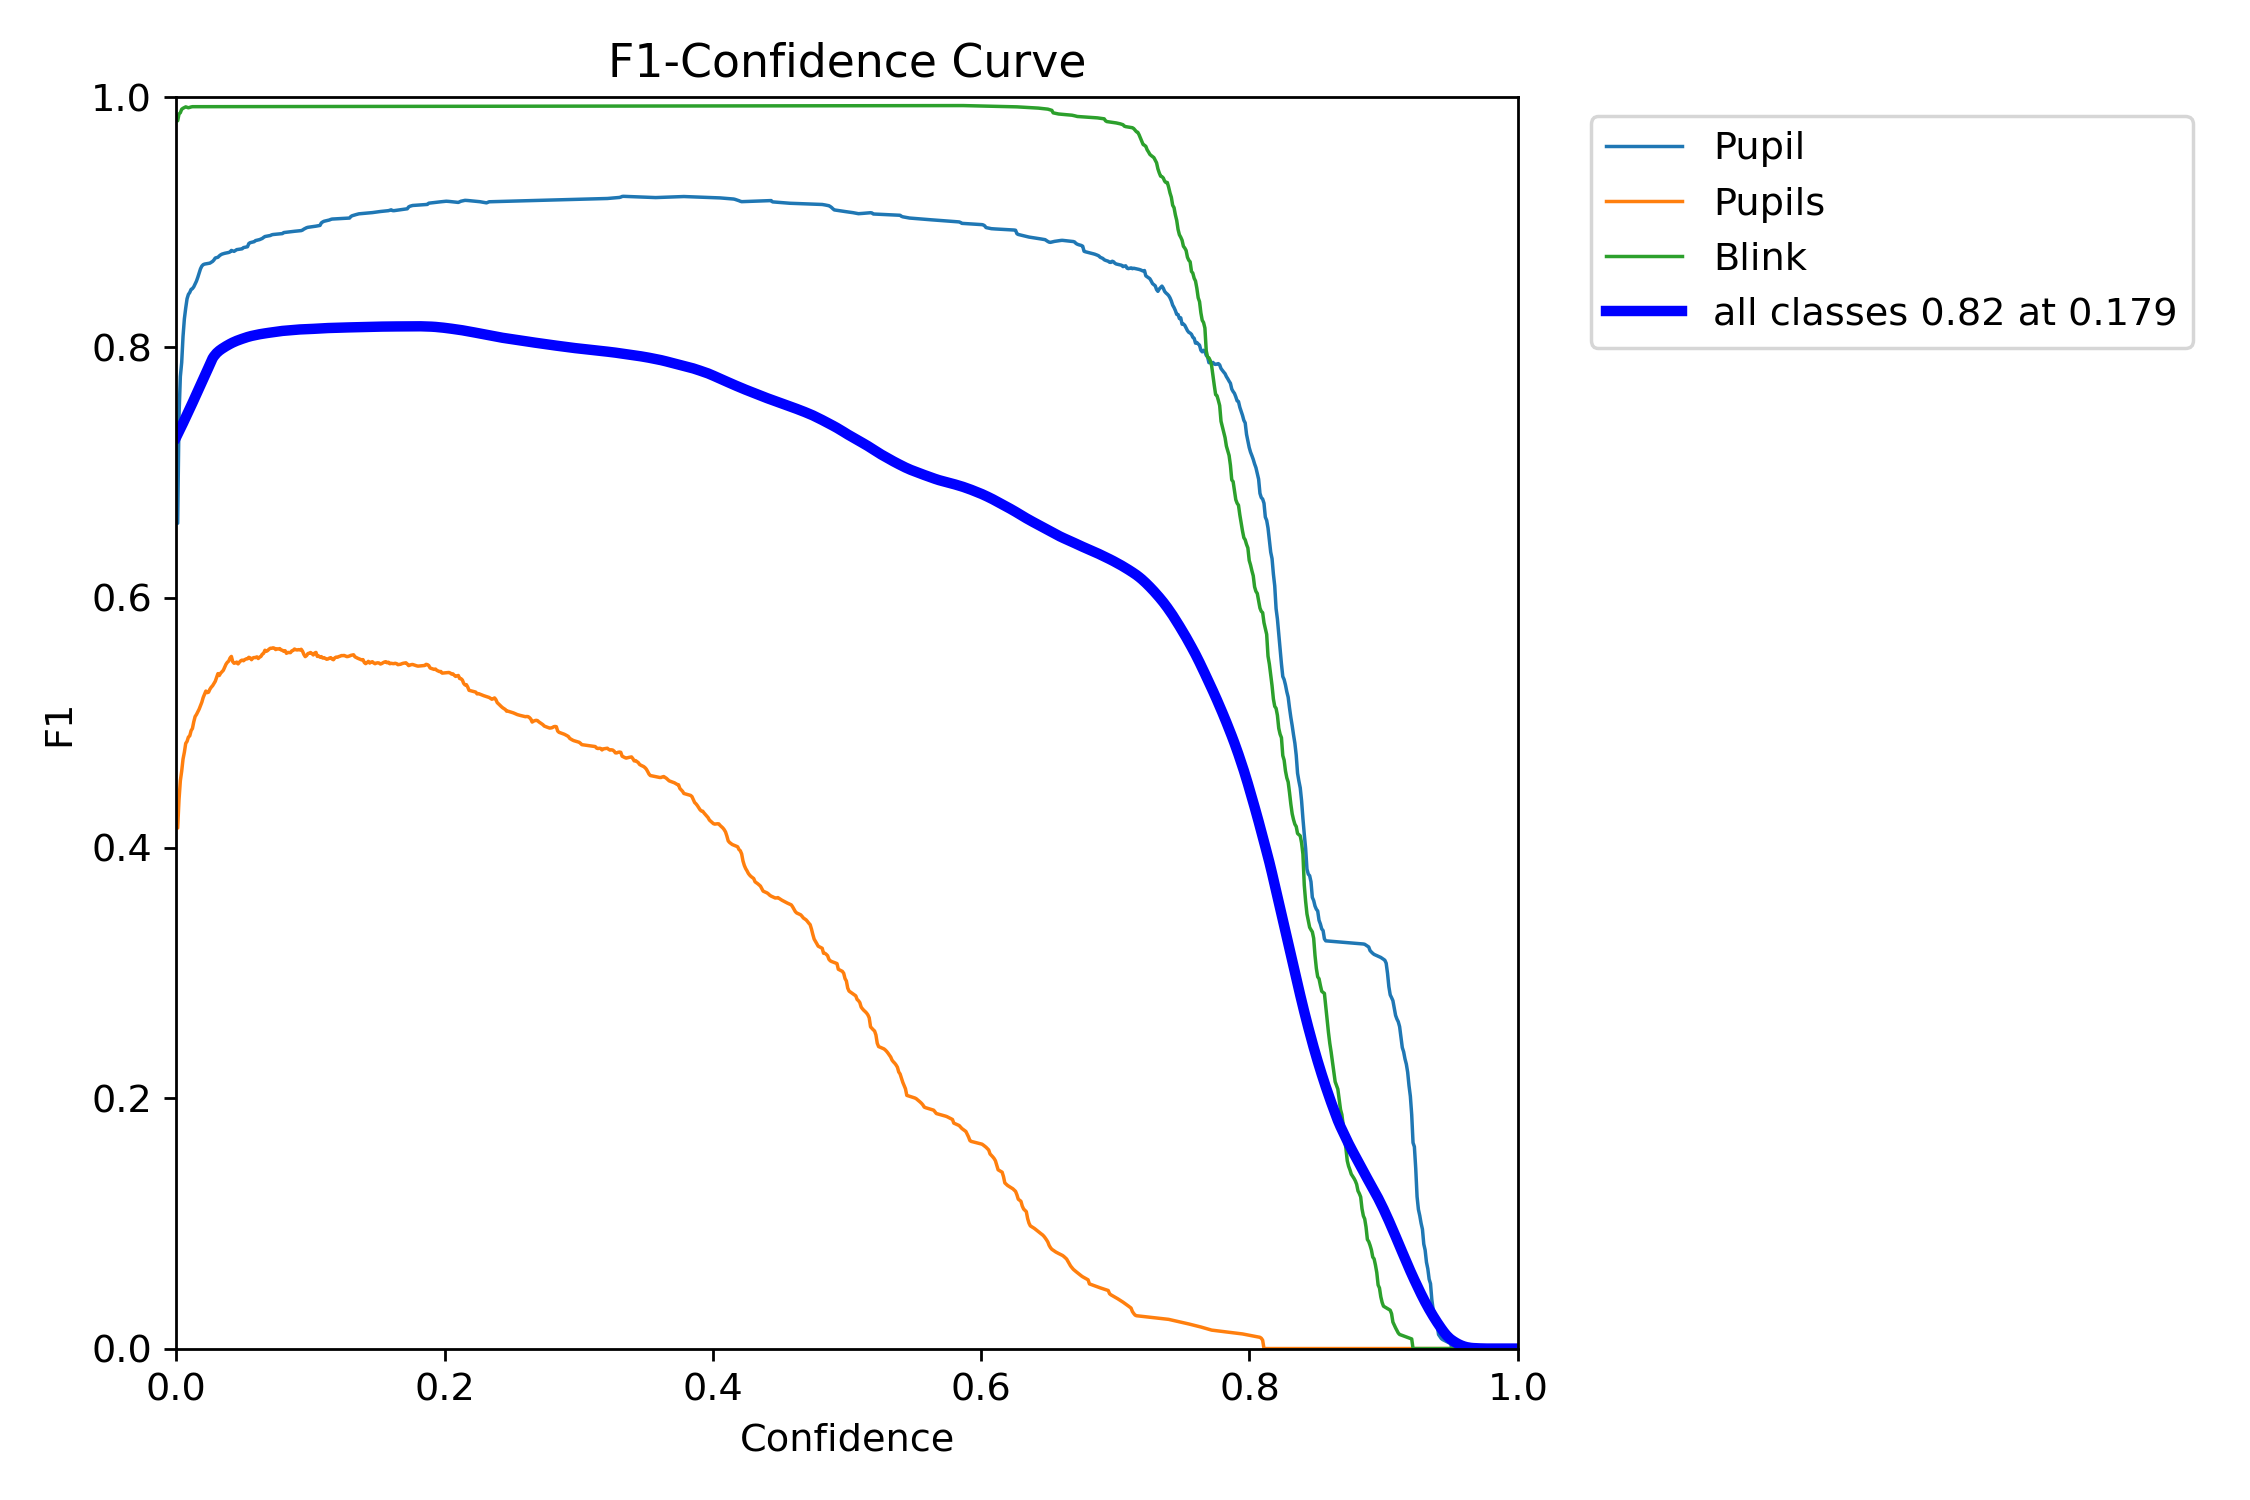 F1-Confidence Curve
1.0
0.8
0.6
0.4
0.2
0.0
F1
0.0 0.2 0.4 0.6 0.8 1.0
Confidence
Pupil
Pupils
Blink
all classes 0.82 at 0.179